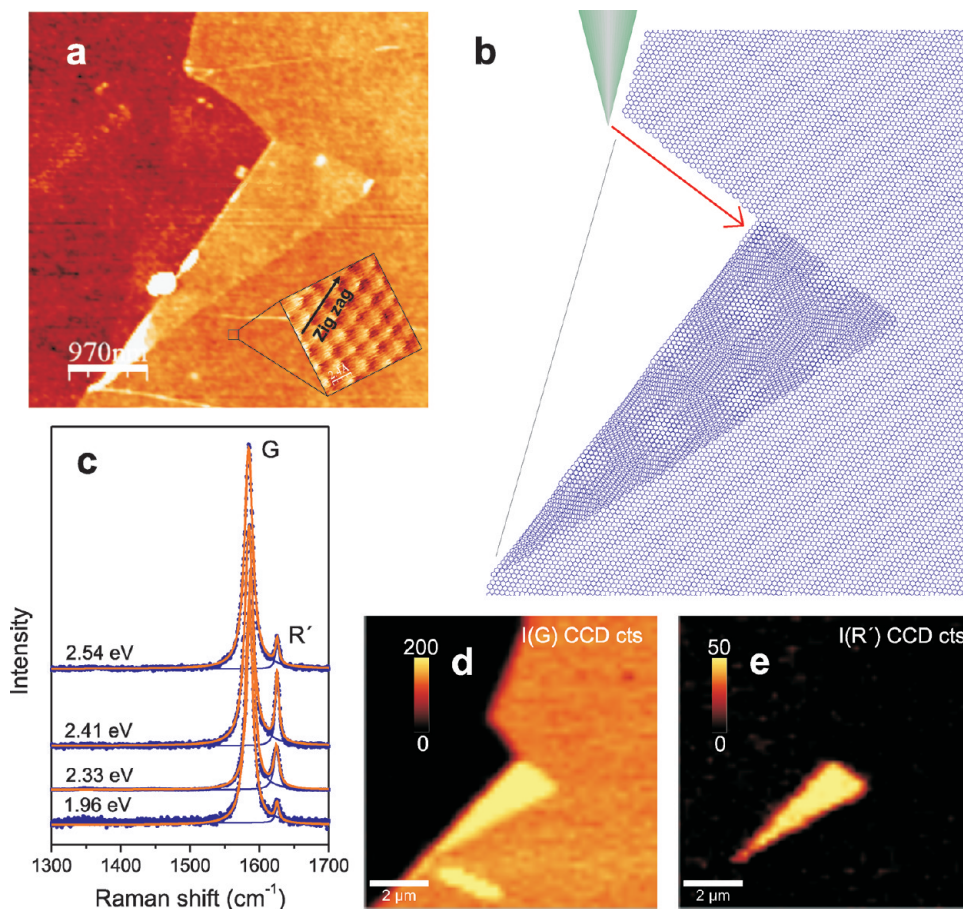 a
970nm
Zig zag
b
c
G
R´
2.54 eV
2.41 eV
2.33 eV
1.96 eV
Intensity
1300 1400 1500 1600 1700
Raman shift (cm⁻¹)
I(G) CCD cts
200
d
0
2 µm
I(R´) CCD cts
50
e
0
2 µm